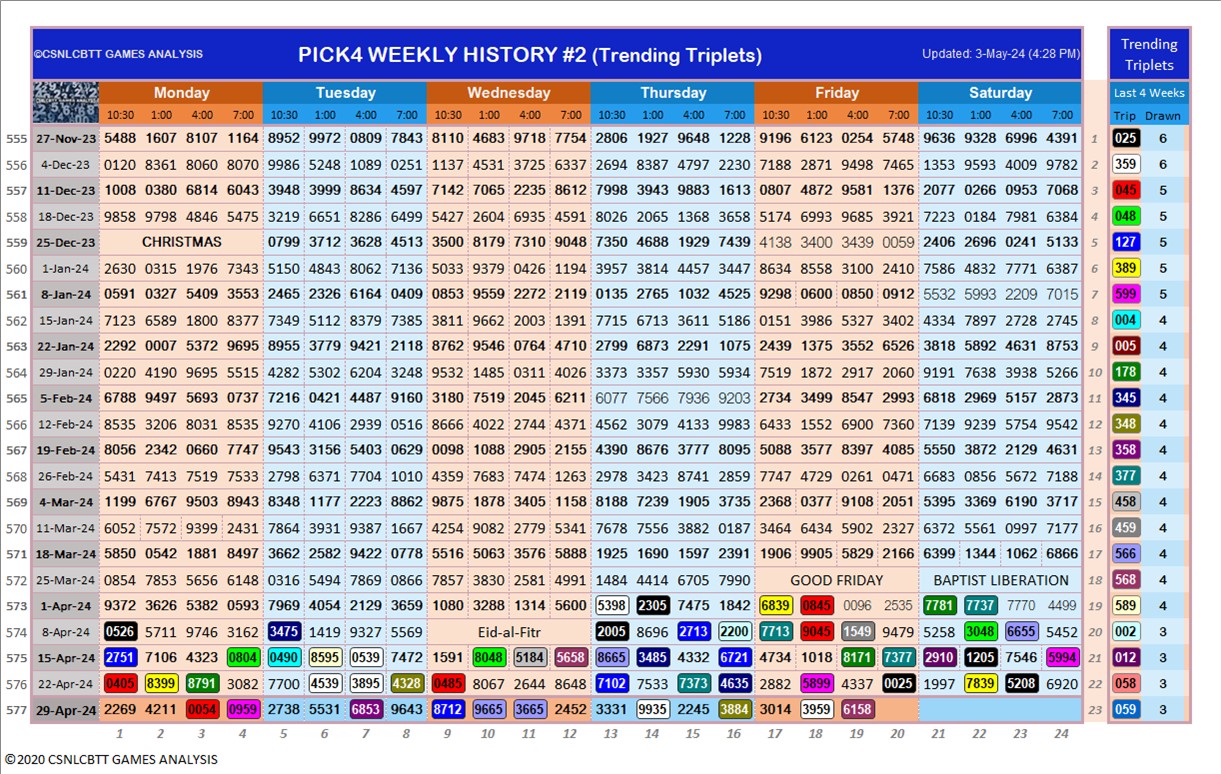 ©CSNLCBTT GAMES ANALYSIS PICK4 WEEKLY HISTORY #2 (Trending Triplets) Updated: 3-May-24 (4:28 PM) Trending Triplets
Monday Tuesday Wednesday Thursday Friday Saturday Last 4 Weeks
10:30 1:00 4:00 7:00 10:30 1:00 4:00 7:00 10:30 1:00 4:00 7:00 10:30 1:00 4:00 7:00 10:30 1:00 4:00 7:00 10:30 1:00 4:00 7:00 Trip Drawn
555 27-Nov-23 5488 1607 8107 1164 8952 9972 0809 7843 8110 4683 9718 7754 2806 1927 9648 1228 9196 6123 0254 5748 9636 9328 6996 4391 1 025 6
556 4-Dec-23 0120 8361 8060 8070 9986 5248 1089 0251 1137 4531 3725 6337 2694 8387 4797 2230 7188 2871 9498 7465 1353 9593 4009 9782 2 359 6
557 11-Dec-23 1008 0380 6814 6043 3948 3999 8634 4597 7142 7065 2235 8612 7998 3943 9883 1613 0807 4872 9581 1376 2077 0266 0953 7068 3 045 5
558 18-Dec-23 9858 9798 4846 5475 3219 6651 8286 6499 5427 2604 6935 4591 8026 2065 1368 3658 5174 6993 9685 3921 7223 0184 7981 6384 4 048 5
559 25-Dec-23 CHRISTMAS 0799 3712 3628 4513 3500 8179 7310 9048 7350 4688 1929 7439 4138 3400 3439 0059 2406 2696 0241 5133 5 127 5
560 1-Jan-24 2630 0315 1976 7343 5150 4843 8062 7136 5033 9379 0426 1194 3957 3814 4457 3447 8634 8558 3100 2410 7586 4832 7771 6387 6 389 5
561 8-Jan-24 0591 0327 5409 3553 2465 2326 6164 0409 0853 9559 2272 2119 0135 2765 1032 4525 9298 0600 0850 0912 5532 5993 2209 7015 7 599 5
562 15-Jan-24 7123 6589 1800 8377 7349 5112 8379 7385 3811 9662 2003 1391 7715 6713 3611 5186 0151 3986 5327 3402 4334 7897 2728 2745 8 004 4
563 22-Jan-24 2292 0007 5372 9695 8955 3779 9421 2118 8762 9546 0764 4710 2799 6873 2291 1075 2439 1375 3552 6526 3818 5892 4631 8753 9 005 4
564 29-Jan-24 0220 4190 9695 5515 4282 5302 6204 3248 9532 1485 0311 4026 3373 3357 5930 5934 7519 1872 2917 2060 9191 7638 3938 5266 10 178 4
565 5-Feb-24 6788 9497 5693 0737 7216 0421 4487 9160 3180 7519 2045 6211 6077 7566 7936 9203 2734 3499 8547 2993 6818 2969 5157 2873 11 345 4
566 12-Feb-24 8535 3206 8031 8535 9270 4106 2939 0516 8666 4022 2744 4371 4562 3079 4133 9983 6433 1552 6900 7360 7139 9239 5754 9542 12 348 4
567 19-Feb-24 8056 2342 0660 7747 9543 3156 5403 0629 0098 1088 2905 2155 4390 8676 3777 8095 5088 3577 8397 4085 5550 3872 2129 4631 13 358 4
568 26-Feb-24 5431 7413 7519 7533 2798 6371 7704 1010 4359 7683 7474 1263 2978 3423 2741 2859 7747 4729 0261 0471 6683 0856 5672 7188 14 377 4
569 4-Mar-24 1199 6767 9503 8943 8348 1177 2223 8862 9875 1878 3405 1158 8188 7239 1905 3735 2368 0377 9108 2051 5395 3369 6190 3717 15 458 4
570 11-Mar-24 6052 7572 9399 2431 7864 3931 9387 1667 4254 9082 2779 5341 7678 7556 3882 0187 3464 6434 5902 2327 6372 5561 0997 7177 16 459 4
571 18-Mar-24 5850 0542 1881 8497 3662 2582 9422 0778 5516 5063 3576 5888 1925 1690 1597 2391 1906 9905 5829 2166 6399 1344 1062 6866 17 566 4
572 25-Mar-24 0854 7853 5656 6148 0316 5494 7869 0866 7857 3830 2581 4991 1484 4414 6705 7990 GOOD FRIDAY BAPTIST LIBERATION 18 568 4
573 1-Apr-24 9372 3626 5382 0593 7969 4054 2129 3659 1080 3288 1314 5600 5398 2305 7475 1842 6839 0845 0096 2535 7781 7737 7770 4499 19 589 4
574 8-Apr-24 0526 5711 9746 3162 3475 1419 9327 5569 Eid-al-Fitr 2005 8696 2713 2200 7713 9045 1549 9479 5258 3048 6655 5452 20 002 3
575 15-Apr-24 2751 7106 4323 0804 0490 8595 0539 7472 1591 8048 5184 5658 8665 3485 4332 6721 4734 1018 8171 7377 2910 1205 7546 5994 21 012 3
576 22-Apr-24 0405 8399 8791 3082 7700 4539 3895 4328 0485 8067 2644 8648 7102 7533 7373 4635 2882 5899 4337 0025 1997 7839 5208 6920 22 058 3
577 29-Apr-24 2269 4211 0054 0959 2738 5531 6853 9643 8712 9665 3665 2452 3331 9935 2245 3884 3014 3959 6158 23 059 3
1 2 3 4 5 6 7 8 9 10 11 12 13 14 15 16 17 18 19 20 21 22 23 24
©2020 CSNLCBTT GAMES ANALYSIS